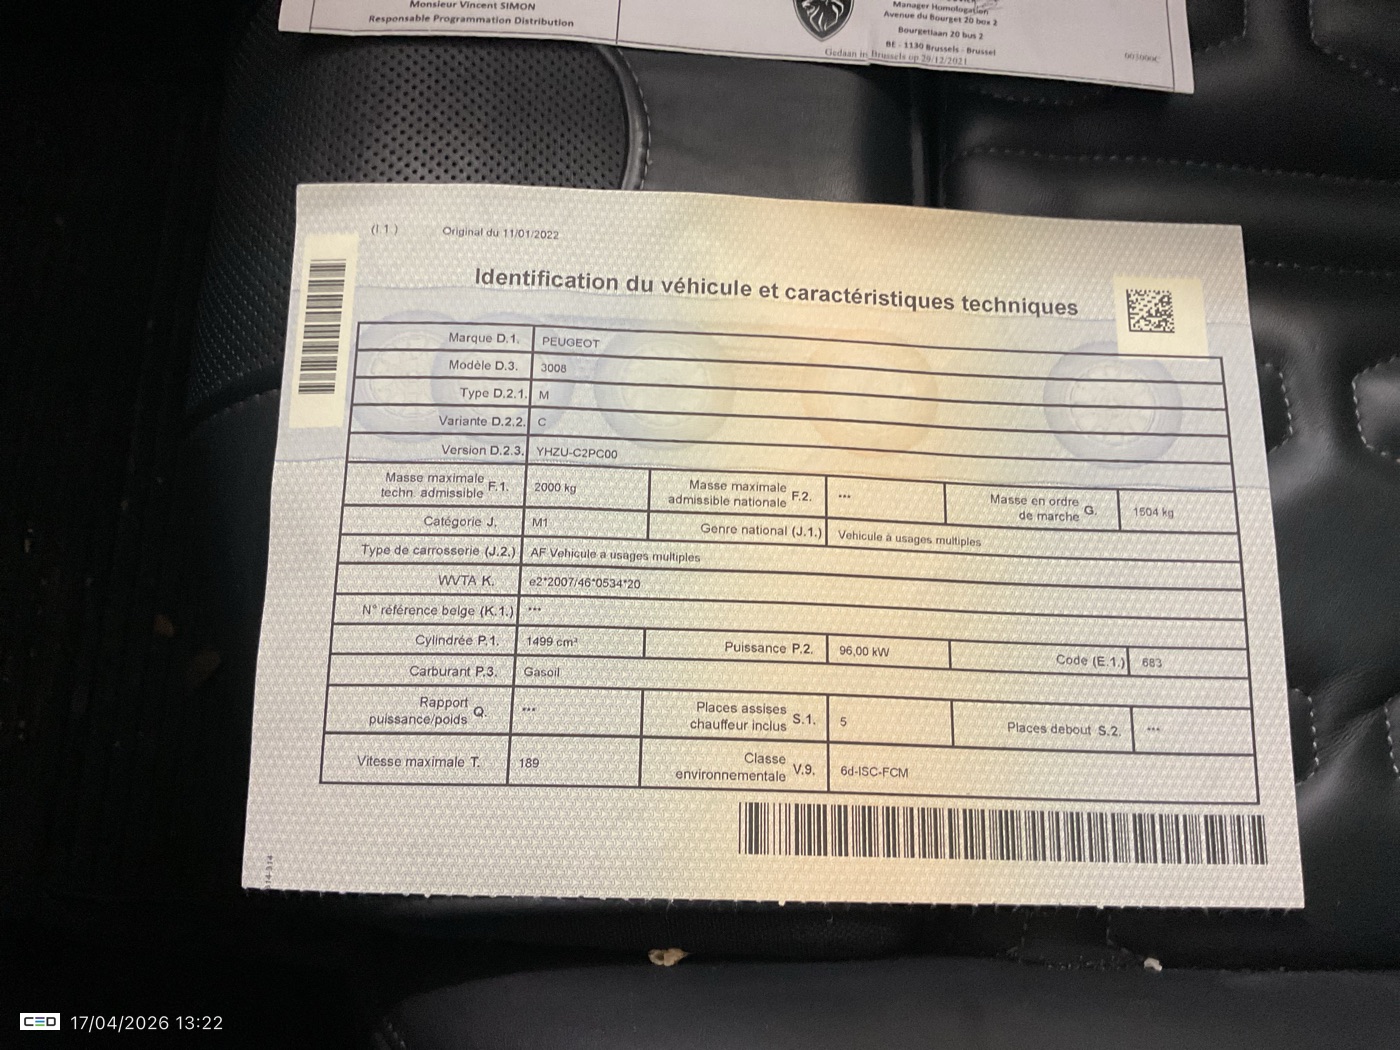 Monsieur Vincent SIMON
Responsable Programmation Distribution
Manager Homologation
Avenue du Bourget 20 box 2
Bourgetlaan 20 bus 2
BE - 1130 Brussels - Brussel
Gedaan in Brussels op 29/12/2021
(I.1.) Original du 11/01/2022
Identification du véhicule et caractéristiques techniques
Marque D.1. PEUGEOT
Modèle D.3. 3008
Type D.2.1. M
Variante D.2.2. C
Version D.2.3. YHZU-C2PC00
Masse maximale techn. admissible F.1. 2000 kg Masse maximale admissible nationale F.2. *** Masse en ordre de marche G. 1504 kg
Catégorie J. M1 Genre national (J.1.) Vehicule à usages multiples
Type de carrosserie (J.2.) AF Vehicule a usages multiples
WVTA K. e2*2007/46*0534*20
N° référence belge (K.1.) ***
Cylindrée P.1. 1499 cm³ Puissance P.2. 96,00 kW Code (E.1.) 683
Carburant P.3. Gasoil
Rapport puissance/poids Q. *** Places assises chauffeur inclus S.1. 5 Places debout S.2. ***
Vitesse maximale T. 189 Classe environnementale V.9. 6d-ISC-FCM
CED 17/04/2026 13:22